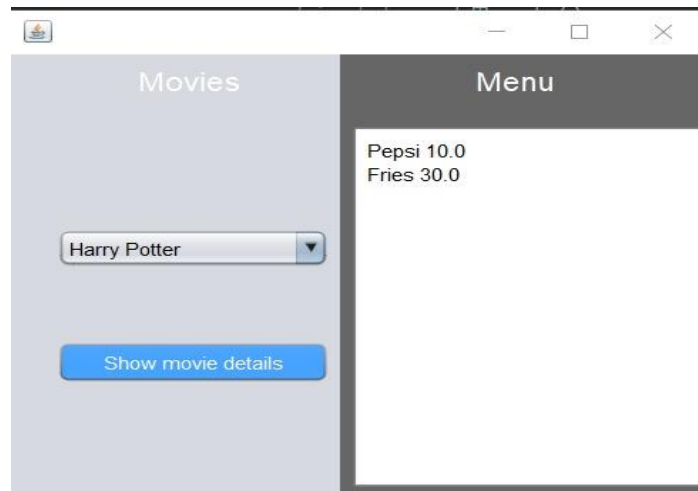 Movies
Menu
Pepsi 10.0
Fries 30.0
Harry Potter
Show movie details